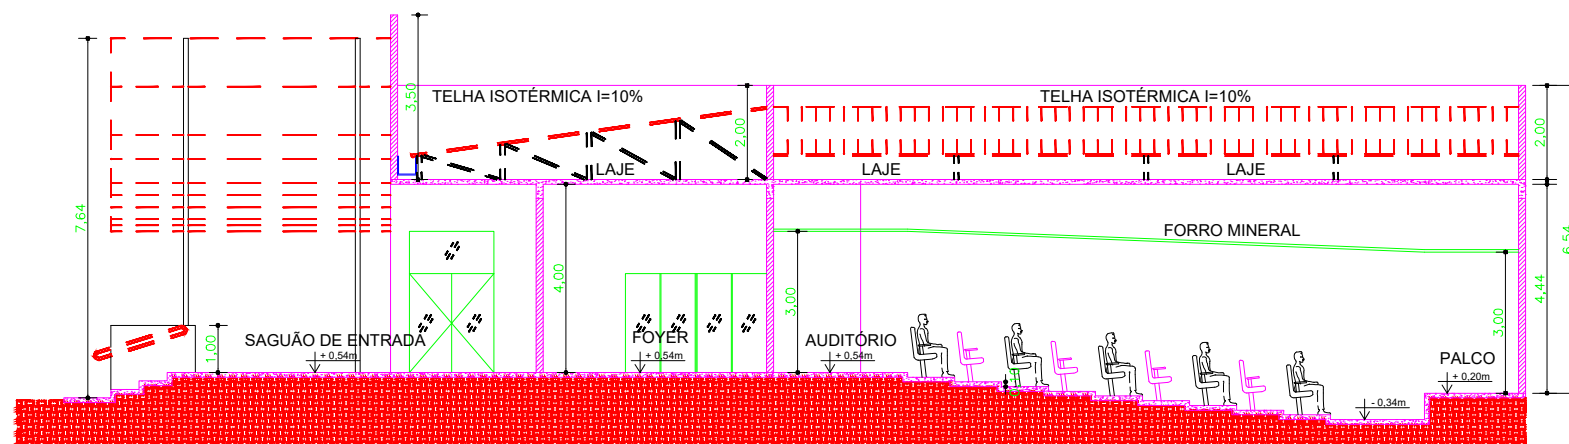 3,50
TELHA ISOTÉRMICA I=10%
2,00
TELHA ISOTÉRMICA I=10%
2,00
LAJE
LAJE
LAJE
7,64
FORRO MINERAL
6,54
4,00
3,00
4,44
3,00
1,00
SAGUÃO DE ENTRADA
+ 0,54m
FOYER
+ 0,54m
AUDITÓRIO
+ 0,54m
PALCO
+ 0,20m
- 0,34m